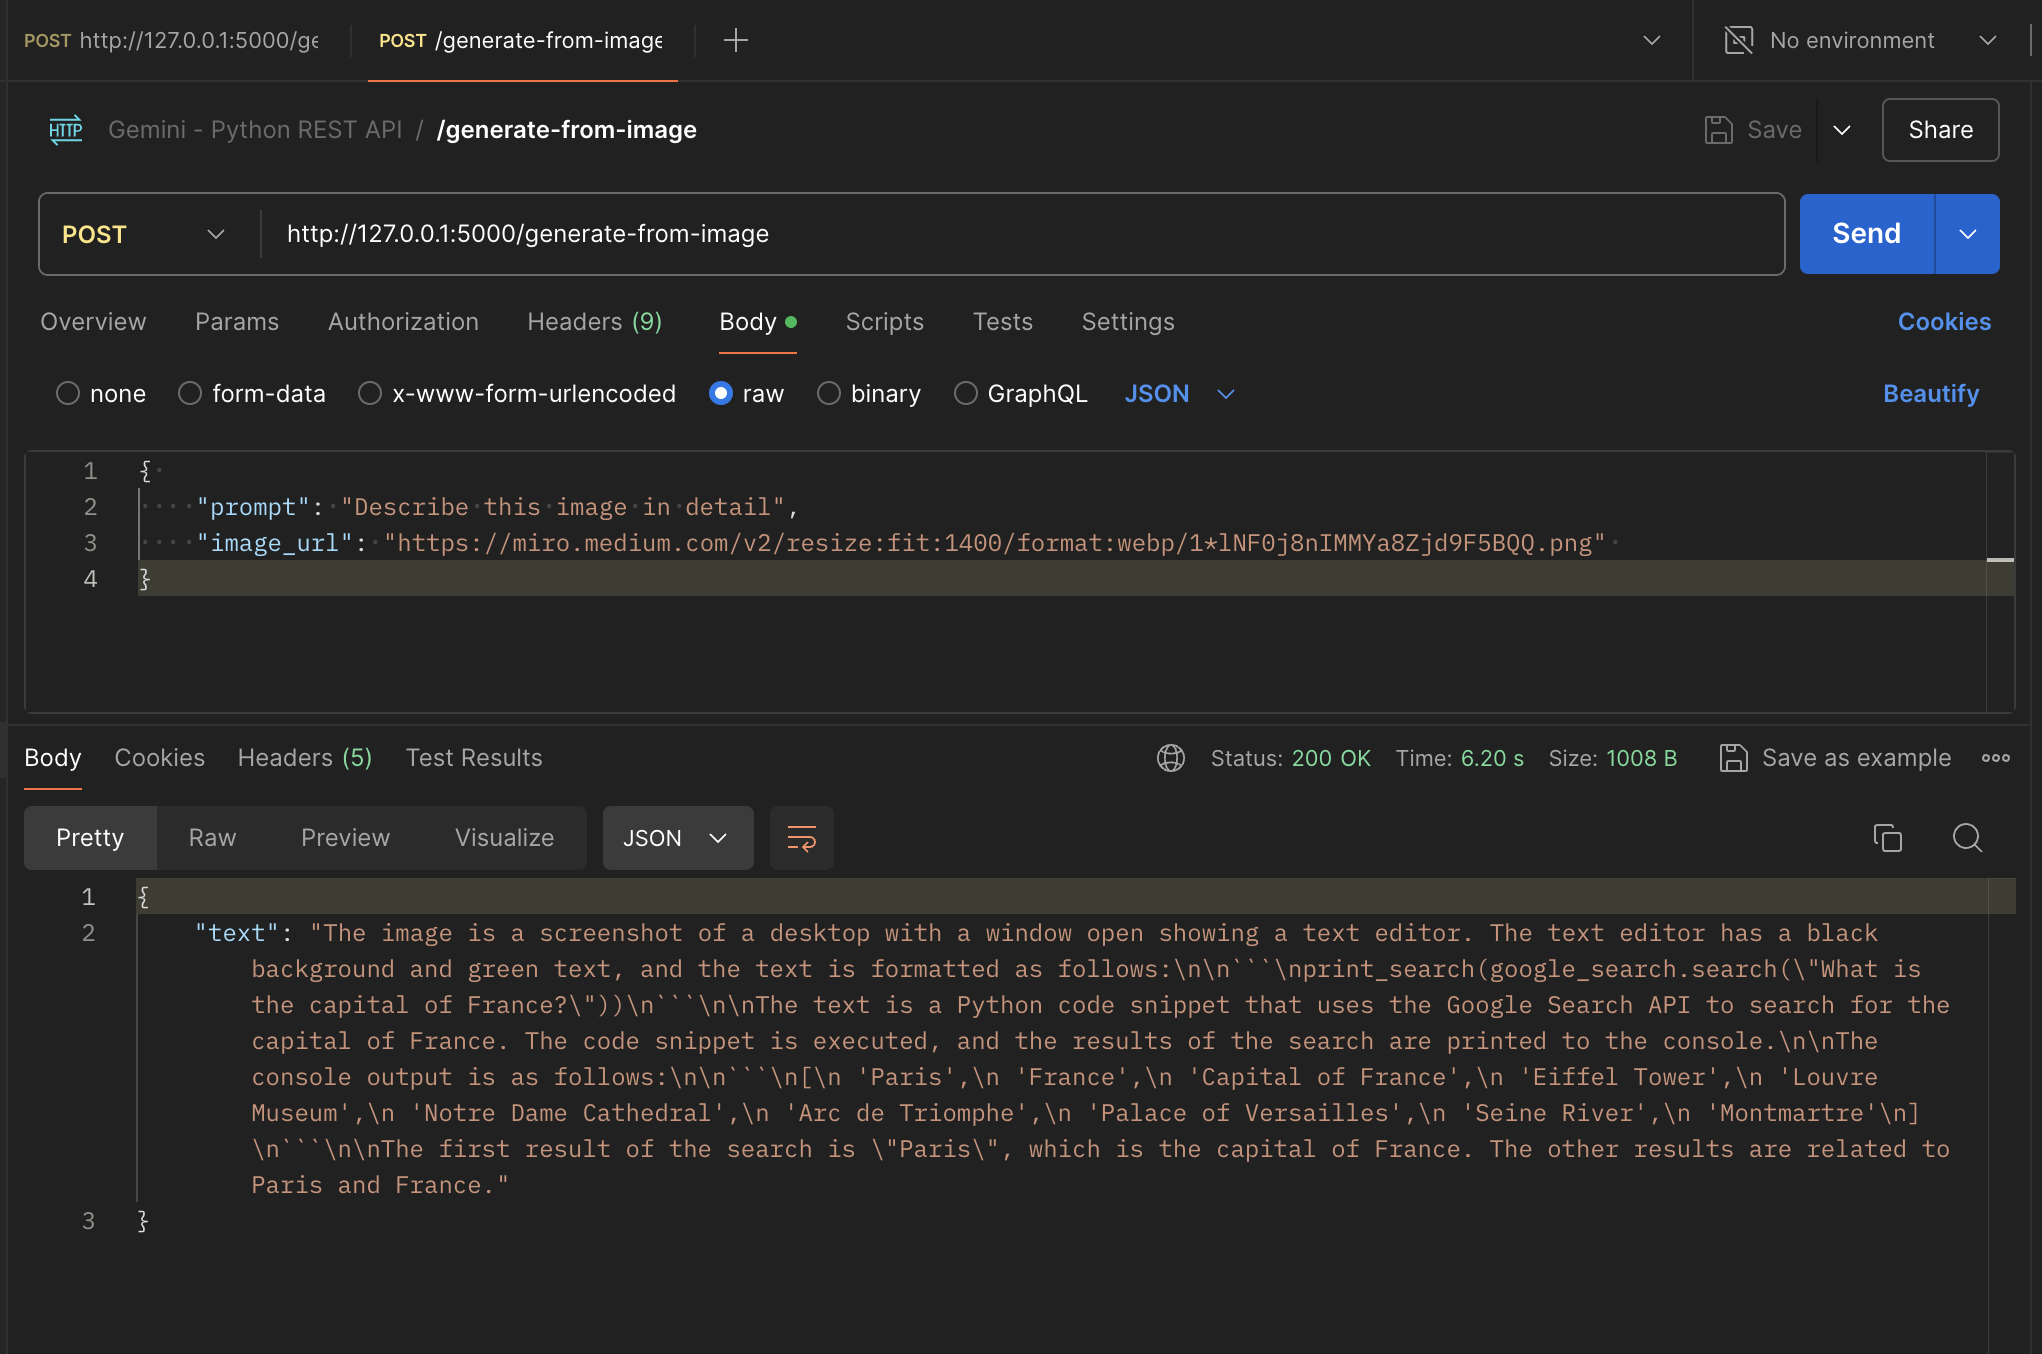 POST http://127.0.0.1:5000/ge
POST /generate-from-image
No environment
HTTP Gemini - Python REST API / /generate-from-image
Save
Share
POST http://127.0.0.1:5000/generate-from-image
Send
Overview Params Authorization Headers (9) Body Scripts Tests Settings Cookies
none form-data x-www-form-urlencoded raw binary GraphQL JSON Beautify
1 {
2 "prompt": "Describe this image in detail",
3 "image_url": "https://miro.medium.com/v2/resize:fit:1400/format:webp/1*lNF0j8nIMMYa8Zjd9F5BQQ.png"
4 }
Body Cookies Headers (5) Test Results Status: 200 OK Time: 6.20 s Size: 1008 B Save as example
Pretty Raw Preview Visualize JSON
1 {
2 "text": "The image is a screenshot of a desktop with a window open showing a text editor. The text editor has a black
background and green text, and the text is formatted as follows:\n\n```\nprint_search(google_search.search(\"What is
the capital of France?\"))\n```\n\nThe text is a Python code snippet that uses the Google Search API to search for the
capital of France. The code snippet is executed, and the results of the search are printed to the console.\n\nThe
console output is as follows:\n\n```\n[\n 'Paris',\n 'France',\n 'Capital of France',\n 'Eiffel Tower',\n 'Louvre
Museum',\n 'Notre Dame Cathedral',\n 'Arc de Triomphe',\n 'Palace of Versailles',\n 'Seine River',\n 'Montmartre'\n]
\n```\n\nThe first result of the search is \"Paris\", which is the capital of France. The other results are related to
Paris and France."
3 }